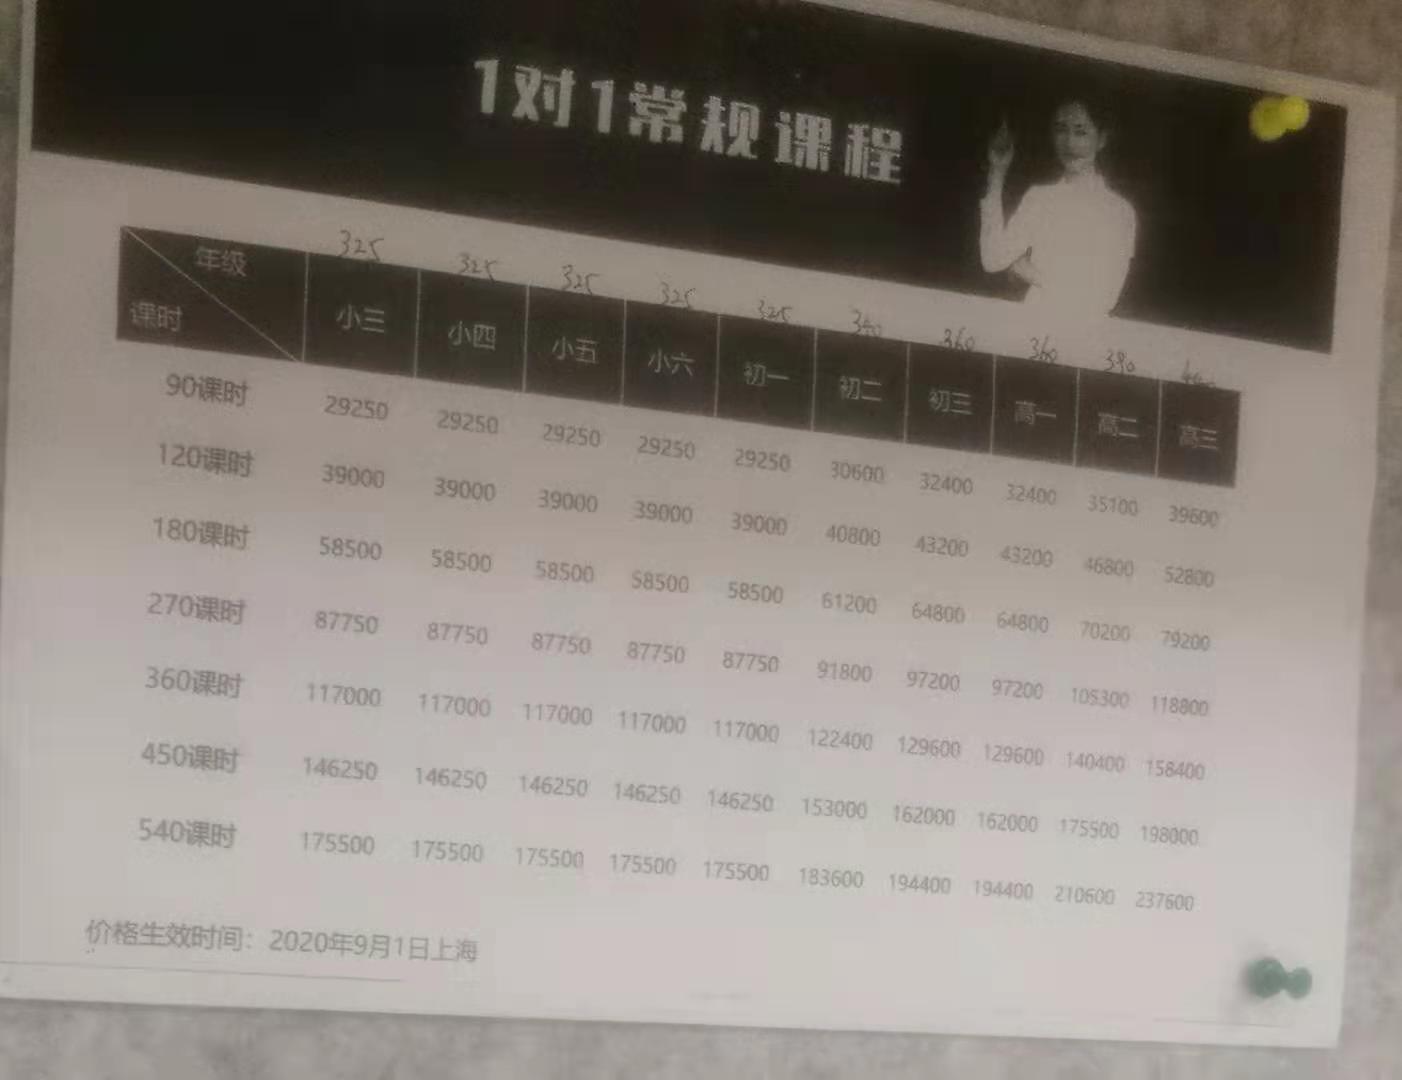 1对1常规课程
325 325 325 325 325 340 360 360 390 440
年级 小三 小四 小五 小六 初一 初二 初三 高一 高二 高三
课时
90课时 29250 29250 29250 29250 29250 30600 32400 32400 35100 39600
120课时 39000 39000 39000 39000 39000 40800 43200 43200 46800 52800
180课时 58500 58500 58500 58500 58500 61200 64800 64800 70200 79200
270课时 87750 87750 87750 87750 87750 91800 97200 97200 105300 118800
360课时 117000 117000 117000 117000 117000 122400 129600 129600 140400 158400
450课时 146250 146250 146250 146250 146250 153000 162000 162000 175500 198000
540课时 175500 175500 175500 175500 175500 183600 194400 194400 210600 237600
价格生效时间：2020年9月1日上海